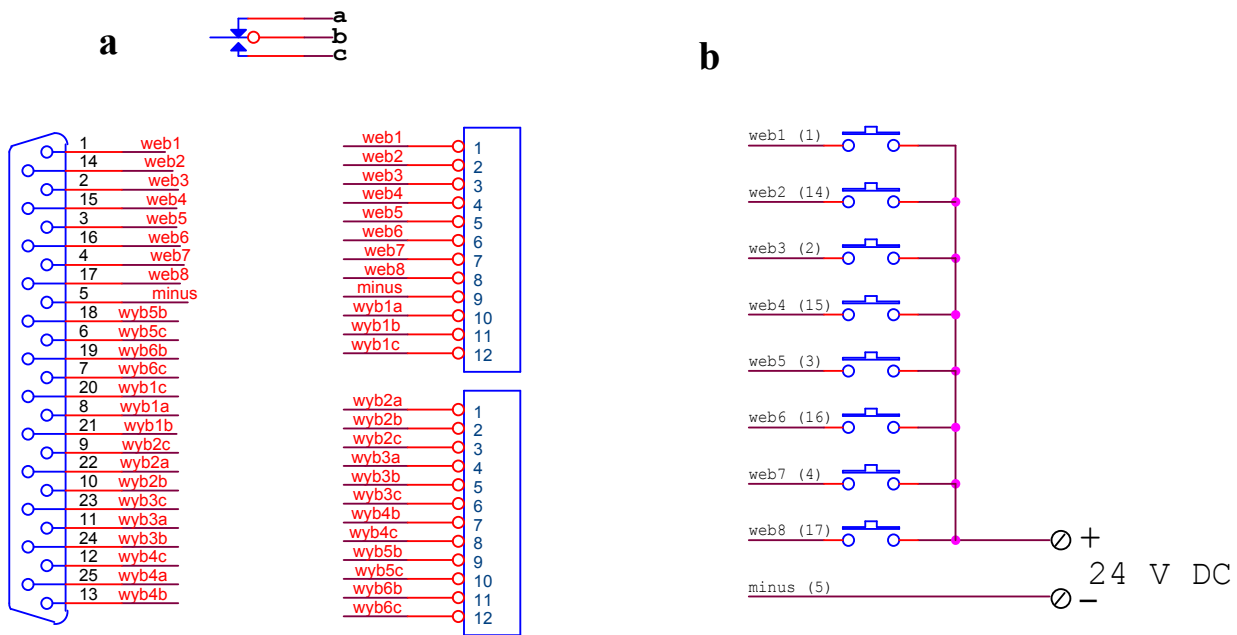 a
a
b
c
b
1 web1
14 web2
2 web3
15 web4
3 web5
16 web6
4 web7
17 web8
5 minus
18 wyb5b
6 wyb5c
19 wyb6b
7 wyb6c
20 wyb1c
8 wyb1a
21 wyb1b
9 wyb2c
22 wyb2a
10 wyb2b
23 wyb3c
11 wyb3a
24 wyb3b
12 wyb4c
25 wyb4a
13 wyb4b
web1 1
web2 2
web3 3
web4 4
web5 5
web6 6
web7 7
web8 8
minus 9
wyb1a 10
wyb1b 11
wyb1c 12
wyb2a 1
wyb2b 2
wyb2c 3
wyb3a 4
wyb3b 5
wyb3c 6
wyb4b 7
wyb4c 8
wyb5b 9
wyb5c 10
wyb6b 11
wyb6c 12
web1 (1)
web2 (14)
web3 (2)
web4 (15)
web5 (3)
web6 (16)
web7 (4)
web8 (17)
+
24 V DC
minus (5)
−